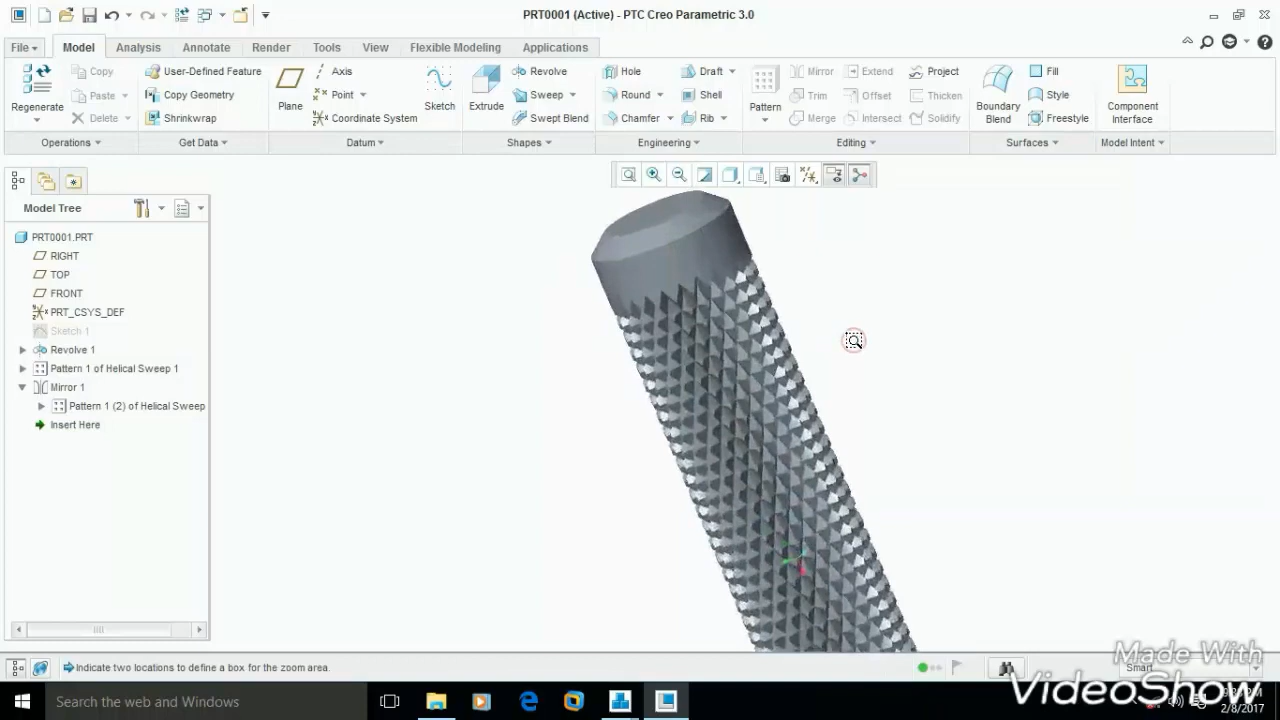 PRT0001 (Active) - PTC Creo Parametric 3.0
File Model Analysis Annotate Render Tools View Flexible Modeling Applications
Regenerate
Copy
Paste
Delete
Operations
User-Defined Feature
Copy Geometry
Shrinkwrap
Get Data
Plane
Axis
Point
Coordinate System
Sketch
Datum
Extrude
Revolve
Sweep
Swept Blend
Shapes
Hole
Round
Chamfer
Draft
Shell
Rib
Engineering
Pattern
Mirror
Trim
Merge
Extend
Offset
Intersect
Project
Thicken
Solidify
Editing
Boundary
Blend
Fill
Style
Freestyle
Surfaces
Component
Interface
Model Intent
Model Tree
PRT0001.PRT
RIGHT
TOP
FRONT
PRT_CSYS_DEF
Sketch 1
Revolve 1
Pattern 1 of Helical Sweep 1
Mirror 1
Pattern 1 (2) of Helical Sweep
Insert Here
Indicate two locations to define a box for the zoom area.
Smart
Made With
VideoShow
Search the web and Windows
2/8/2017